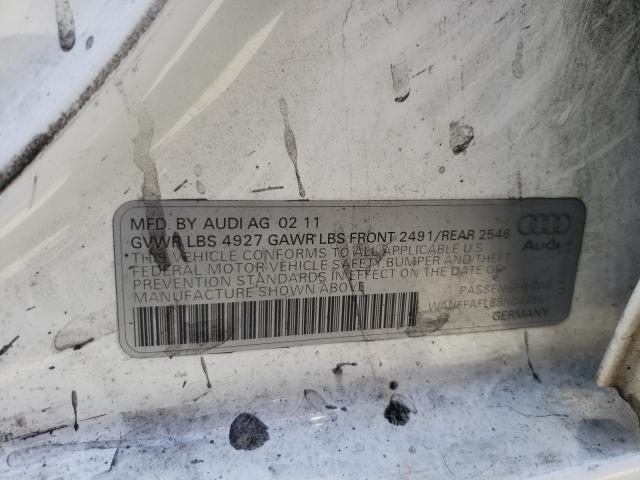 MFD. BY AUDI AG 02 11
GVWR LBS 4927 GAWR LBS FRONT 2491/REAR 2546
THIS VEHICLE CONFORMS TO ALL APPLICABLE U.S.
FEDERAL MOTOR VEHICLE SAFETY BUMPER AND THEFT
PREVENTION STANDARDS IN EFFECT ON THE DATE OF
MANUFACTURE SHOWN ABOVE
Audi
PASSENGER CAR
GERMANY